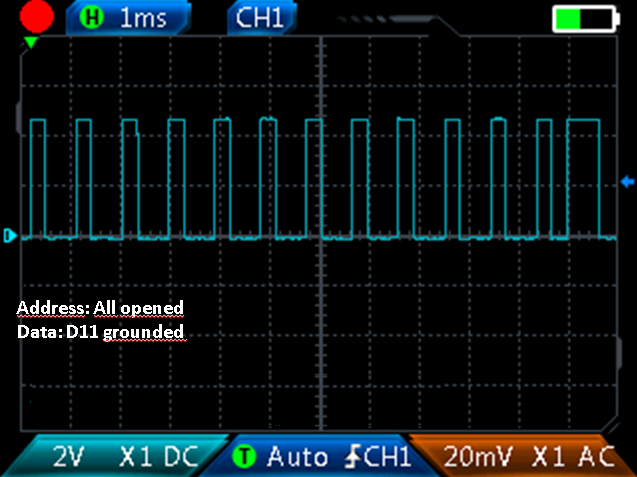 H 1ms CH1
Address: All opened
Data: D11 grounded
2V X1 DC T Auto CH1 20mV X1 AC